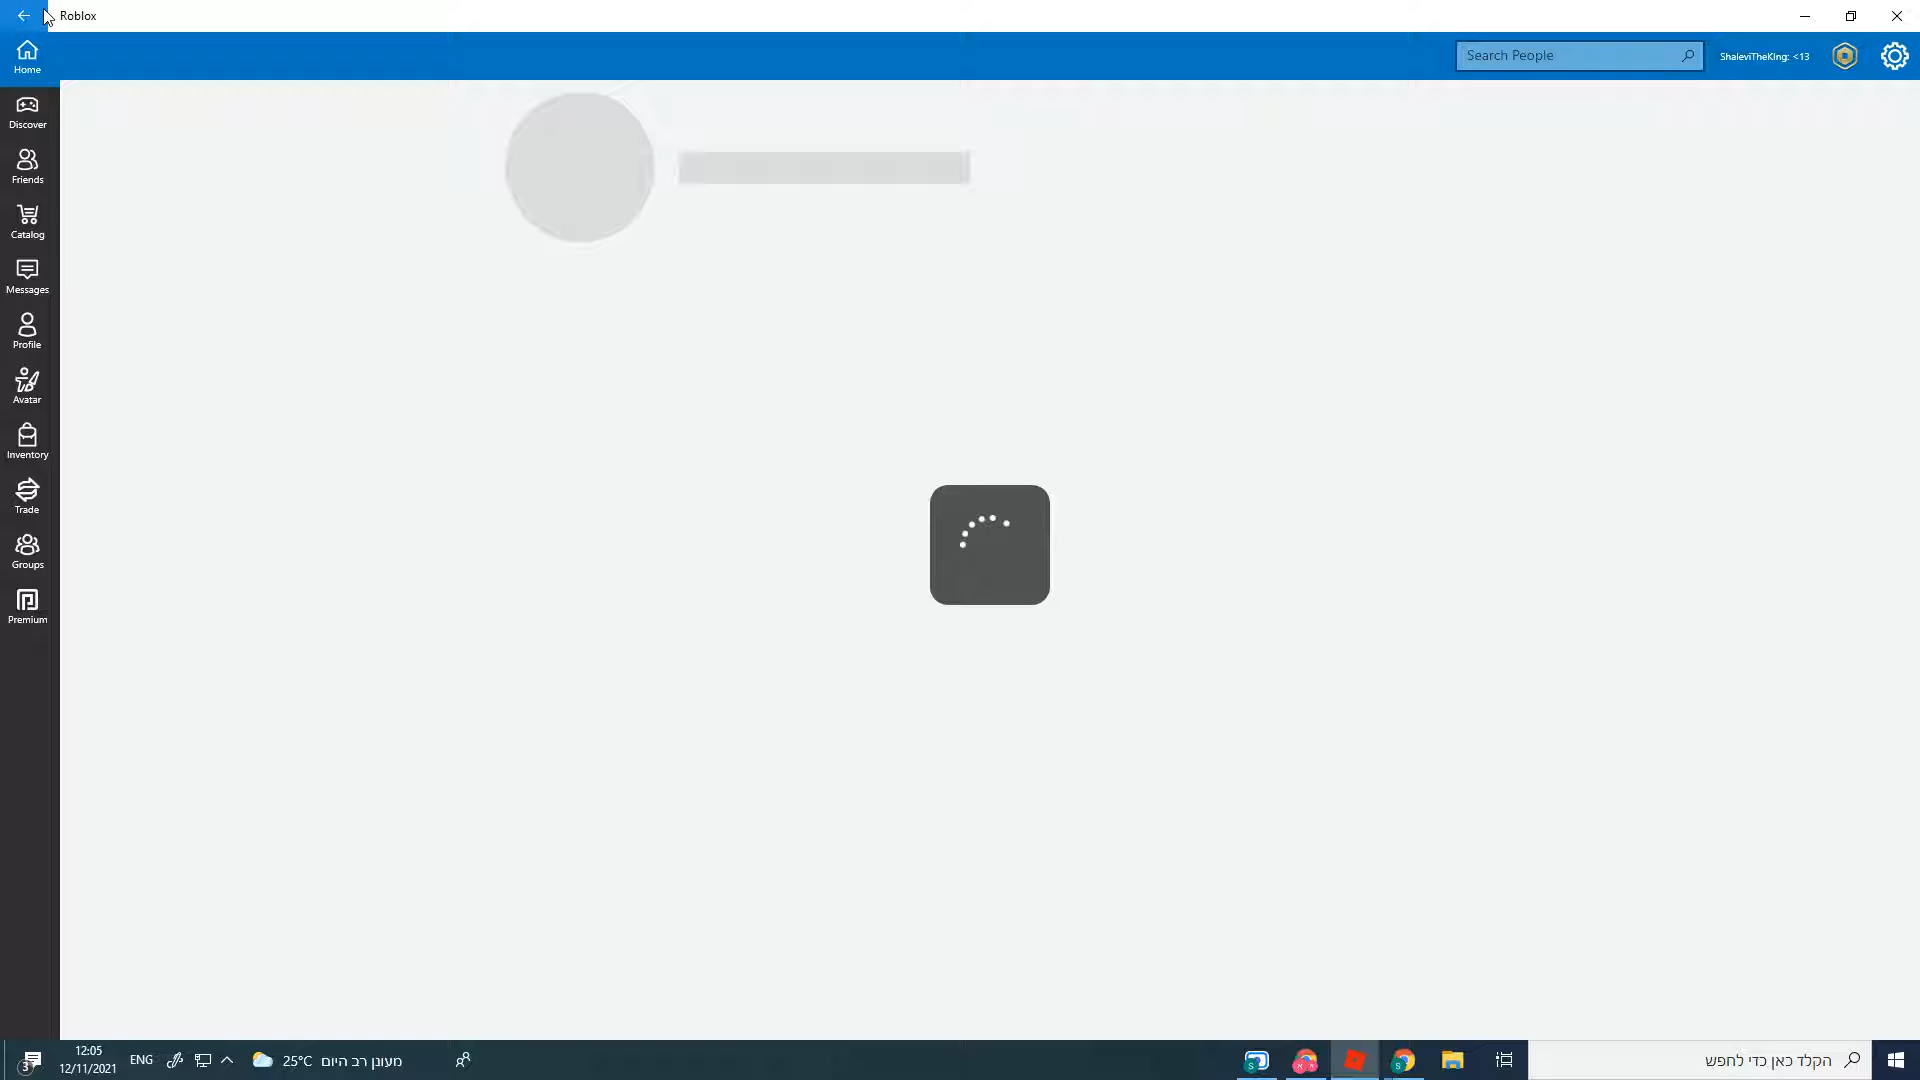 Roblox
Home
Search People
ShaleviTheKing: <13
Discover
Friends
Catalog
Messages
Profile
Avatar
Inventory
Trade
Groups
Premium
3
12:05
12/11/2021
ENG
25°C מעונן רב היום
S
א א
S
הקלד כאן כדי לחפש